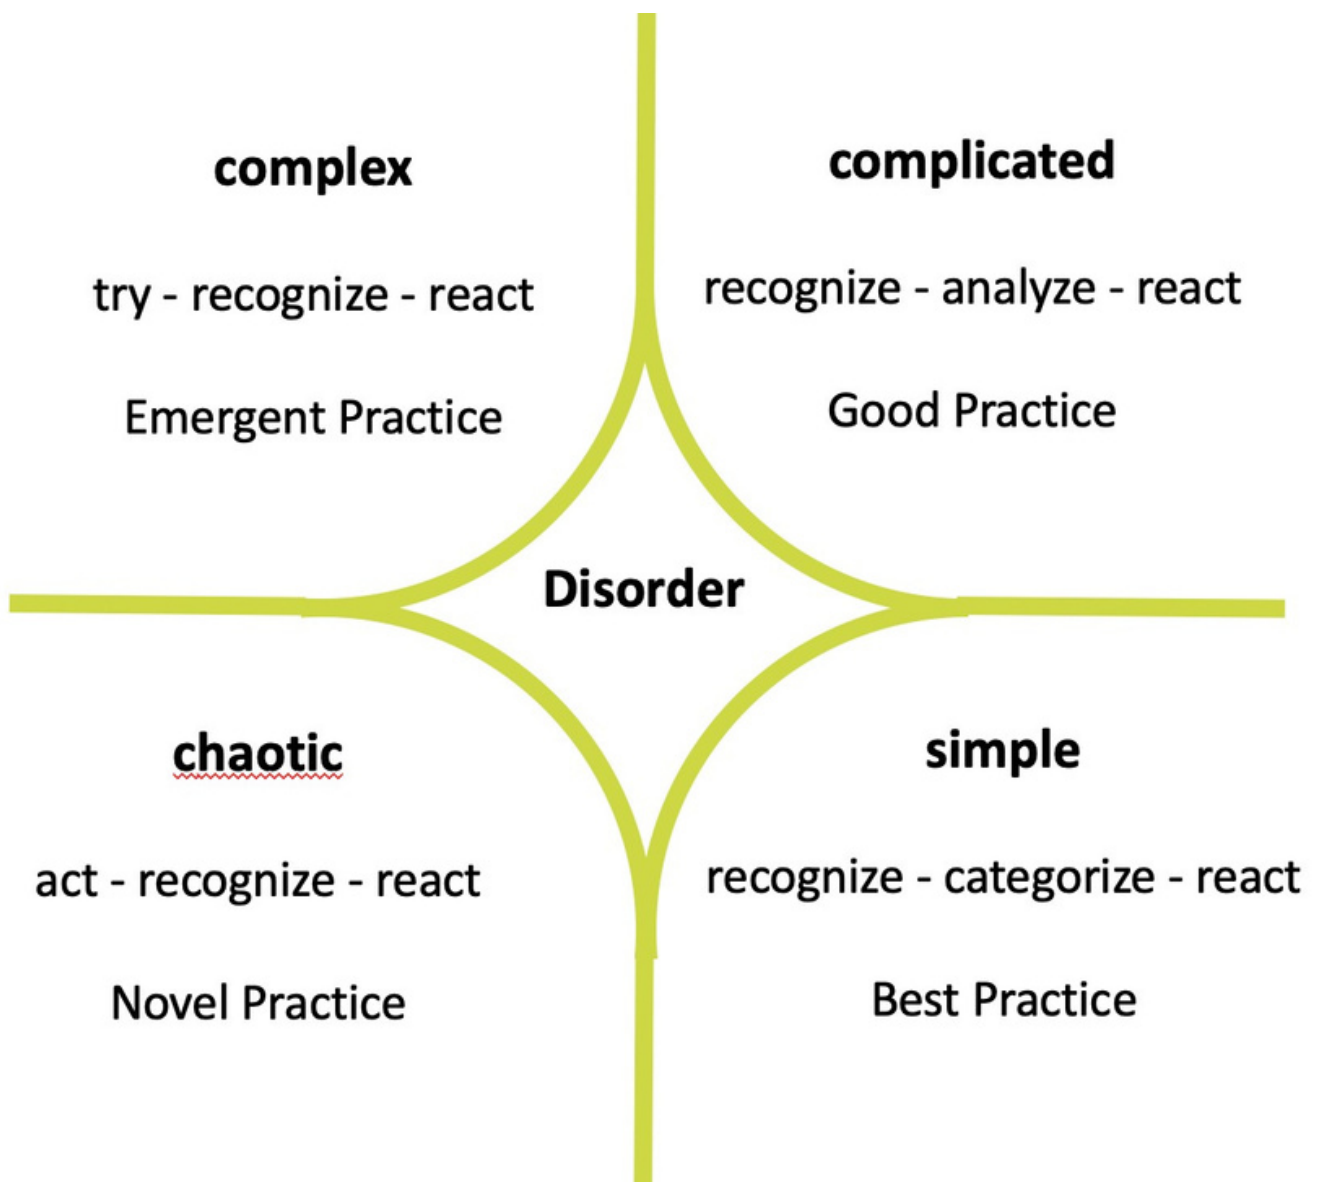 complex
try - recognize - react
Emergent Practice
complicated
recognize - analyze - react
Good Practice
Disorder
chaotic
act - recognize - react
Novel Practice
simple
recognize - categorize - react
Best Practice